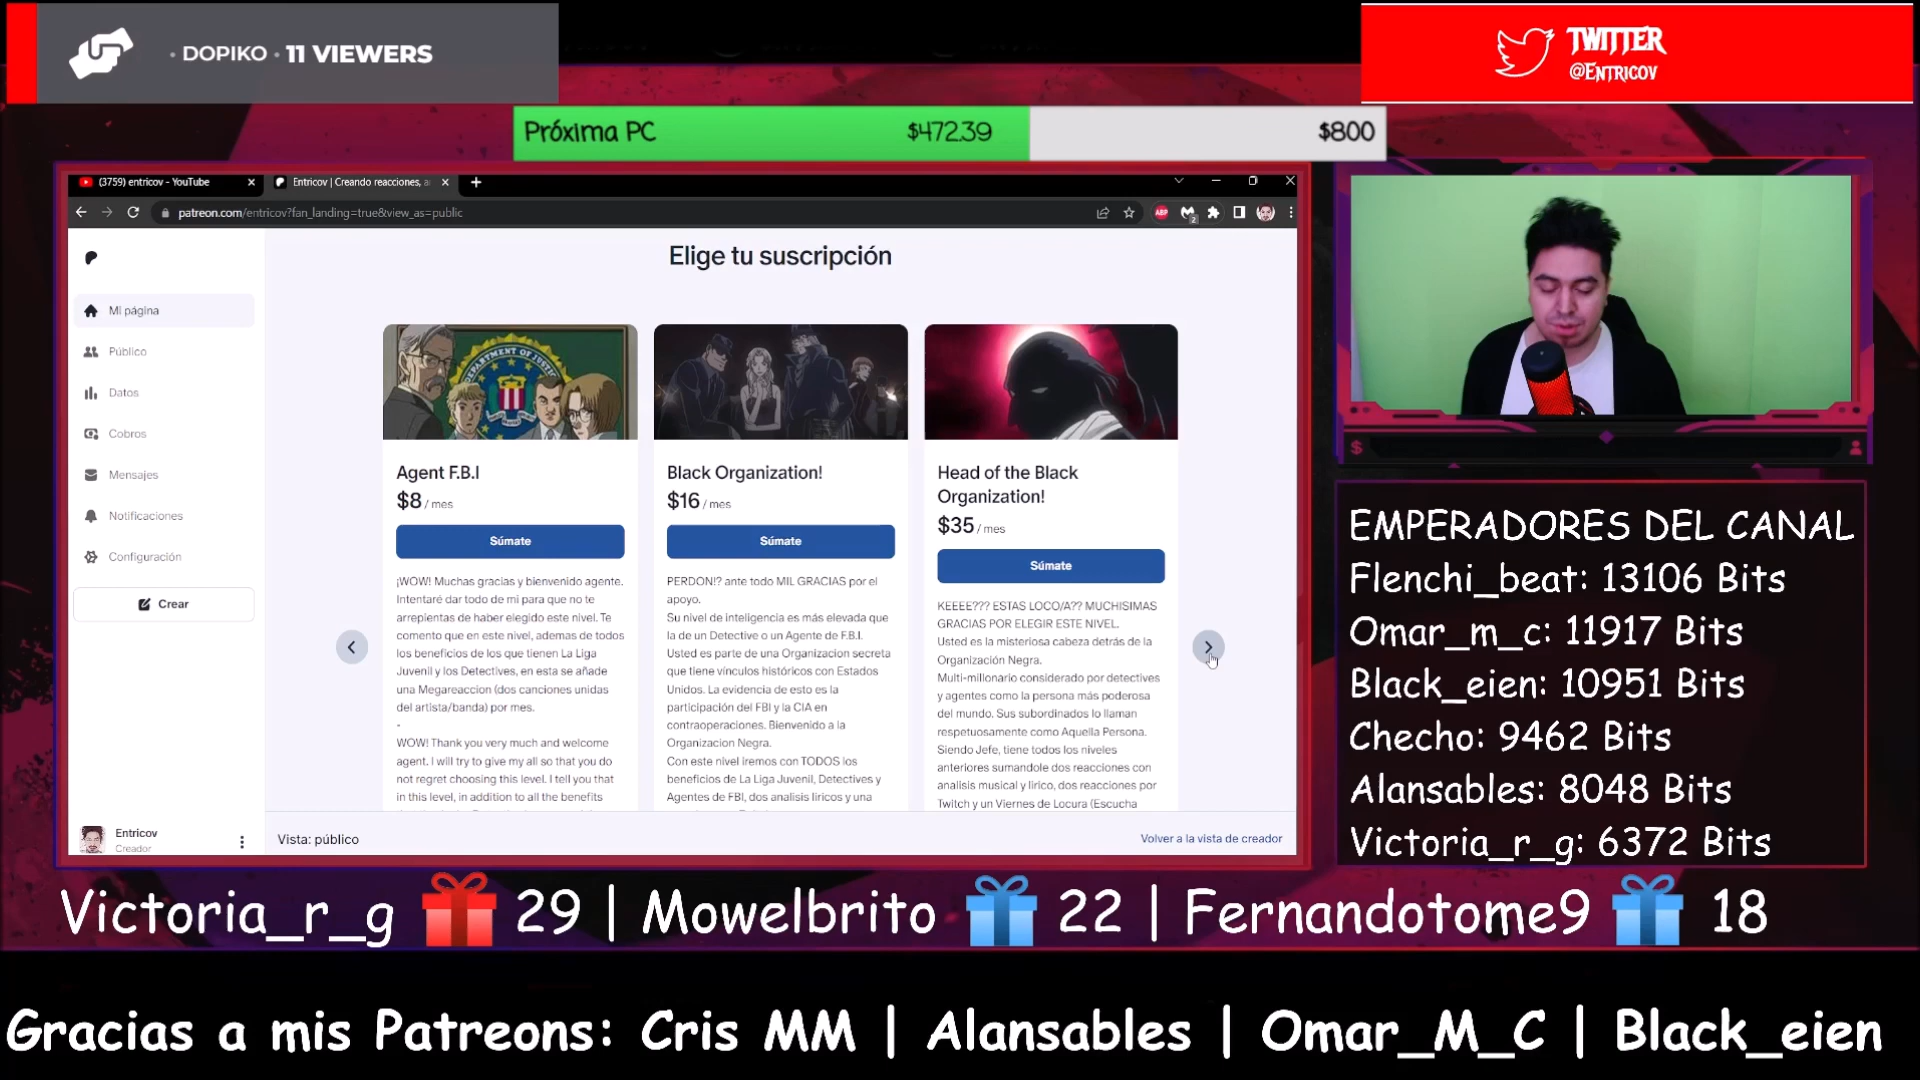 · DOPIKO · 11 VIEWERS
TWITTER
@ENTRICOV
Próxima PC $472.39 $800
(3759) entricov - YouTube
Entricov | Creando reacciones, a
patreon.com/entricov?fan_landing=true&view_as=public
ABP
2
Elige tu suscripción
Mi página
Público
Datos
Cobros
Mensajes
Notificaciones
Configuración
Crear
Entricov
Creador
DEPARTMENT OF JUSTICE
Agent F.B.I
$8 / mes
Súmate
¡WOW! Muchas gracias y bienvenido agente.
Intentaré dar todo de mi para que no te
arrepientas de haber elegido este nivel. Te
comento que en este nivel, ademas de todos
los beneficios de los que tienen La Liga
Juvenil y los Detectives, en esta se añade
una Megareaccion (dos canciones unidas
del artista/banda) por mes.
-
WOW! Thank you very much and welcome
agent. I will try to give my all so that you do
not regret choosing this level. I tell you that
in this level, in addition to all the benefits
Black Organization!
$16 / mes
Súmate
PERDON!? ante todo MIL GRACIAS por el
apoyo.
Su nivel de inteligencia es más elevada que
la de un Detective o un Agente de F.B.I.
Usted es parte de una Organizacion secreta
que tiene vínculos históricos con Estados
Unidos. La evidencia de esto es la
participación del FBI y la CIA en
contraoperaciones. Bienvenido a la
Organizacion Negra.
Con este nivel iremos con TODOS los
beneficios de La Liga Juvenil, Detectives y
Agentes de FBI, dos analisis liricos y una
Head of the Black
Organization!
$35 / mes
Súmate
KEEEE??? ESTAS LOCO/A?? MUCHISIMAS
GRACIAS POR ELEGIR ESTE NIVEL.
Usted es la misteriosa cabeza detrás de la
Organización Negra.
Multi-millonario considerado por detectives
y agentes como la persona más poderosa
del mundo. Sus subordinados lo llaman
respetuosamente como Aquella Persona.
Siendo Jefe, tiene todos los niveles
anteriores sumandole dos reacciones con
analisis musical y lirico, dos reacciones por
Twitch y un Viernes de Locura (Escucha
Vista: público
Volver a la vista de creador
EMPERADORES DEL CANAL
Flenchi_beat: 13106 Bits
Omar_m_c: 11917 Bits
Black_eien: 10951 Bits
Checho: 9462 Bits
Alansables: 8048 Bits
Victoria_r_g: 6372 Bits
Victoria_r_g 29 | Mowelbrito 22 | Fernandotome9 18
Gracias a mis Patreons: Cris MM | Alansables | Omar_M_C | Black_eien